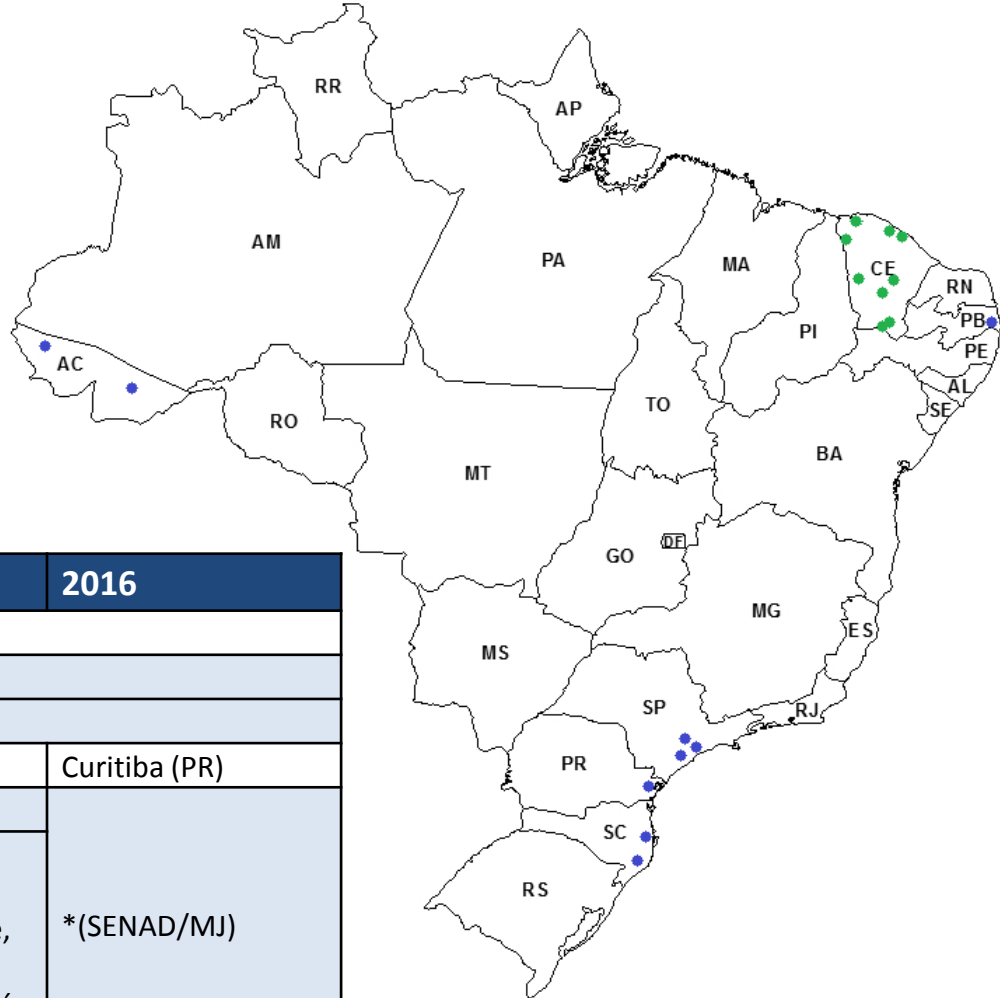 RR
AP
AM
PA
MA
CE
RN
PI
PB
PE
AC
AL
TO
SE
RO
BA
MT
DF
GO
2016
MG
ES
MS
SP
RJ
PR
Curitiba (PR)
SC
RS
*(SENAD/MJ)